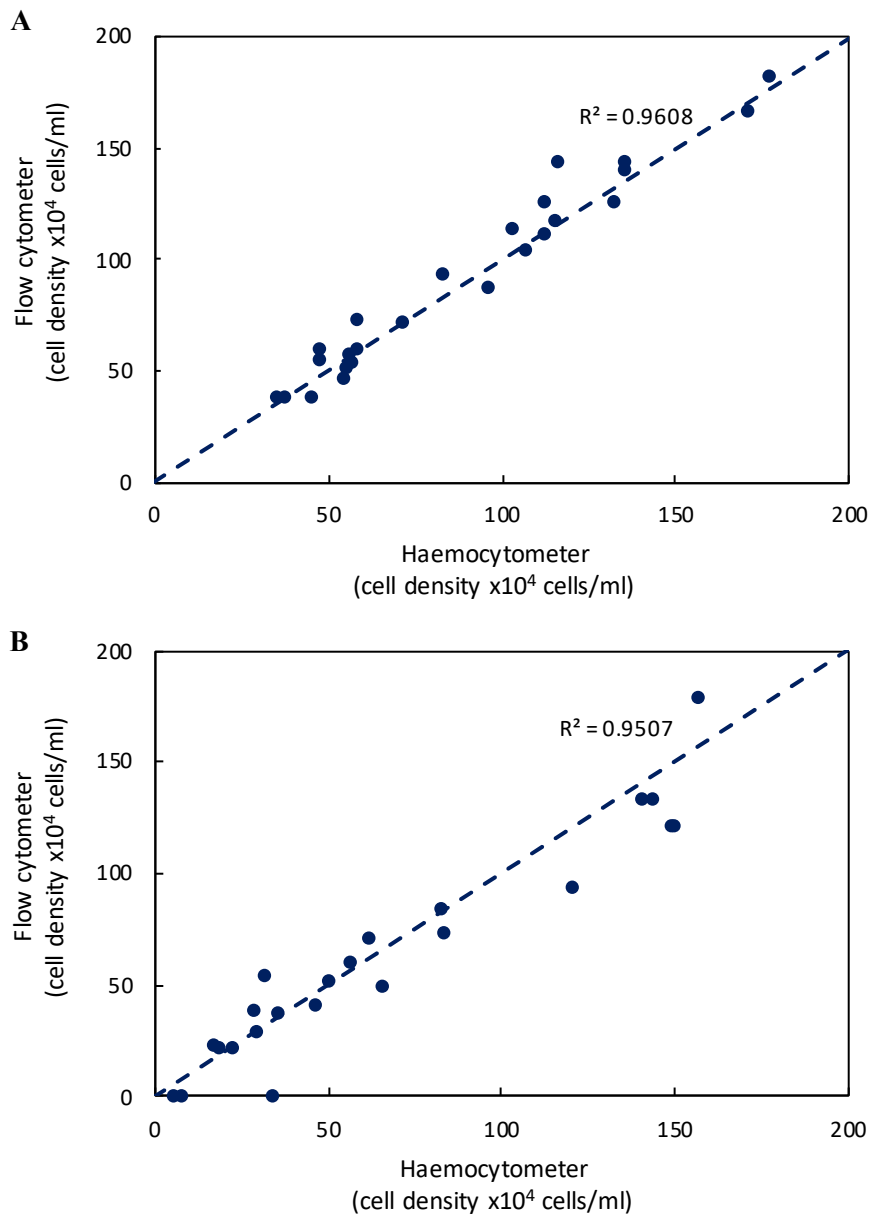 A
200
150
100
50
0
Flow cytometer
(cell density x10⁴ cells/ml)
R² = 0.9608
0 50 100 150 200
Haemocytometer
(cell density x10⁴ cells/ml)
B
200
150
100
50
0
Flow cytometer
(cell density x10⁴ cells/ml)
R² = 0.9507
0 50 100 150 200
Haemocytometer
(cell density x10⁴ cells/ml)